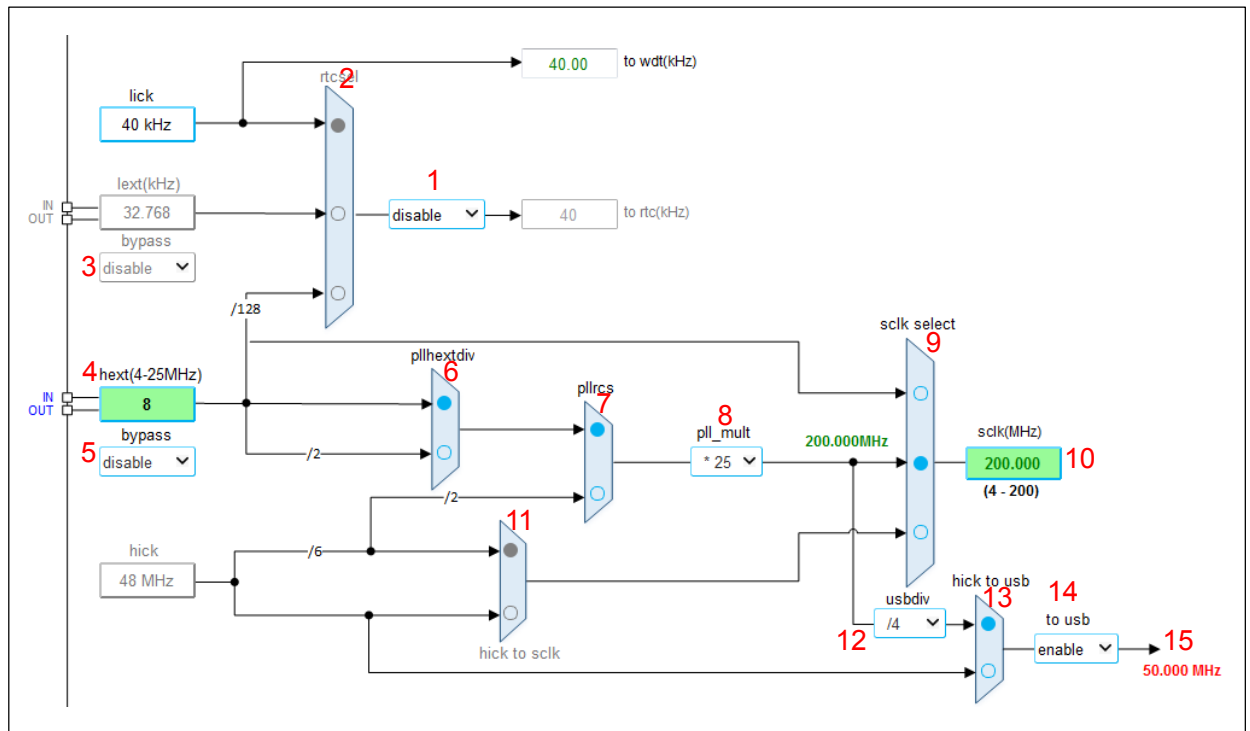 40.00
to wdt(kHz)
rtcsel
2
lick
40 kHz
lext(kHz)
IN
OUT
32.768
1
disable
40
to rtc(kHz)
bypass
3
disable
/128
sclk select
9
4
hext(4-25MHz)
IN
OUT
8
pllhextdiv
6
pllrcs
7
8
pll_mult
* 25
200.000MHz
sclk(MHz)
200.000
10
(4 - 200)
bypass
5
disable
/2
/2
11
hick
48 MHz
/6
hick to sclk
usbdiv
12
/4
hick to usb
13
14
to usb
enable
15
50.000 MHz